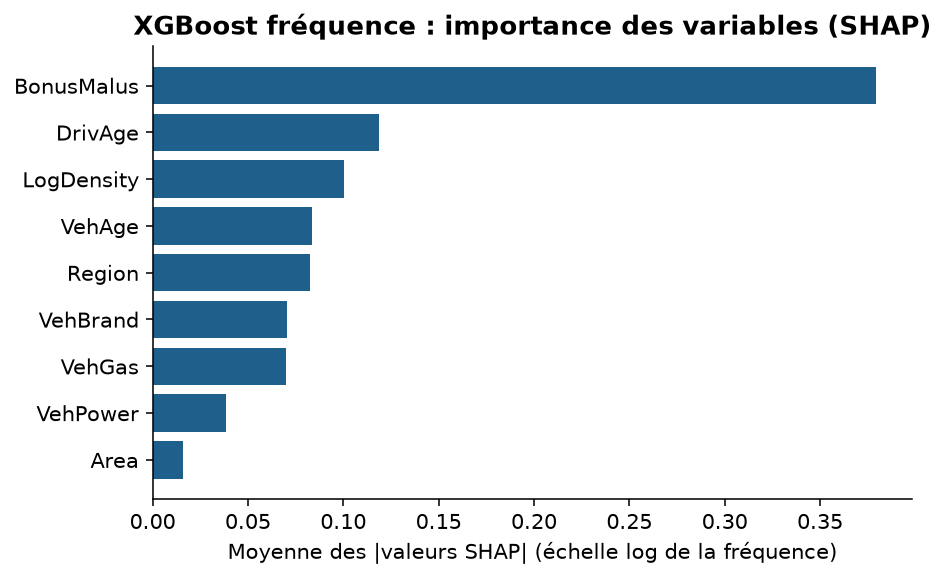 XGBoost fréquence : importance des variables (SHAP)
BonusMalus
DrivAge
LogDensity
VehAge
Region
VehBrand
VehGas
VehPower
Area
0.00 0.05 0.10 0.15 0.20 0.25 0.30 0.35
Moyenne des |valeurs SHAP| (échelle log de la fréquence)